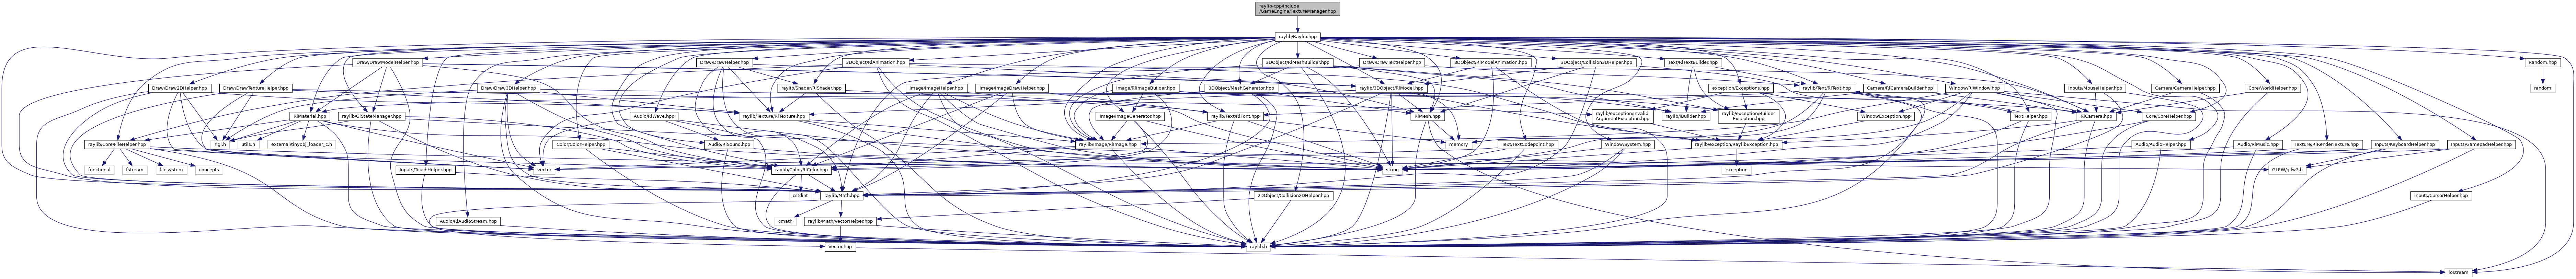 raylib-cpp/include
/GameEngine/TextureManager.hpp
raylib/Raylib.hpp
Draw/DrawModelHelper.hpp
Draw/DrawHelper.hpp
3DObject/RlAnimation.hpp
3DObject/RlMeshBuilder.hpp
Draw/DrawTextHelper.hpp
3DObject/RlModelAnimation.hpp
3DObject/Collision3DHelper.hpp
Text/RlTextBuilder.hpp
Random.hpp
Draw/Draw2DHelper.hpp
Draw/DrawTextureHelper.hpp
Draw/Draw3DHelper.hpp
raylib/Shader/RlShader.hpp
Image/ImageHelper.hpp
Image/ImageDrawHelper.hpp
Image/RlImageBuilder.hpp
3DObject/MeshGenerator.hpp
raylib/3DObject/RlModel.hpp
exception/Exceptions.hpp
raylib/Text/RlText.hpp
Camera/RlCameraBuilder.hpp
Window/RlWindow.hpp
Inputs/MouseHelper.hpp
Camera/CameraHelper.hpp
Core/WorldHelper.hpp
random
RlMaterial.hpp
raylib/GlStateManager.hpp
Audio/RlWave.hpp
raylib/Texture/RlTexture.hpp
Image/ImageGenerator.hpp
raylib/Text/RlFont.hpp
RlMesh.hpp
raylib/exception/Invalid
ArgumentException.hpp
raylib/IBuilder.hpp
raylib/exception/Builder
Exception.hpp
WindowException.hpp
TextHelper.hpp
RlCamera.hpp
Core/CoreHelper.hpp
raylib/Core/FileHelper.hpp
rlgl.h
utils.h
external/tinyobj_loader_c.h
Color/ColorHelper.hpp
Audio/RlSound.hpp
raylib/Image/RlImage.hpp
memory
Text/TextCodepoint.hpp
Window/System.hpp
raylib/exception/RaylibException.hpp
Audio/AudioHelper.hpp
Audio/RlMusic.hpp
Texture/RlRenderTexture.hpp
Inputs/KeyboardHelper.hpp
Inputs/GamepadHelper.hpp
functional
fstream
filesystem
concepts
Inputs/TouchHelper.hpp
vector
raylib/Color/RlColor.hpp
string
exception
GLFW/glfw3.h
cstdint
raylib/Math.hpp
2DObject/Collision2DHelper.hpp
Inputs/CursorHelper.hpp
Audio/RlAudioStream.hpp
cmath
raylib/Math/VectorHelper.hpp
Vector.hpp
raylib.h
iostream